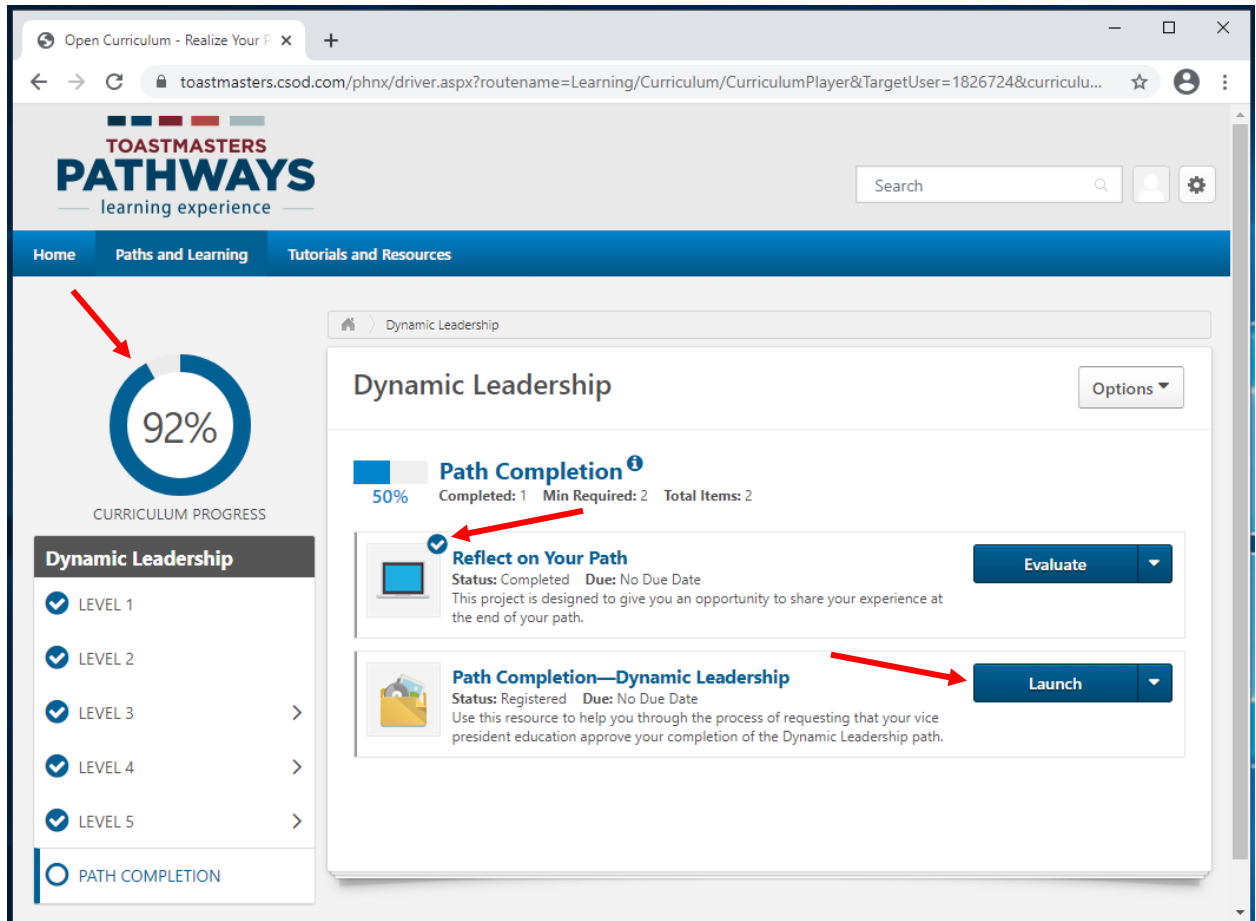 Open Curriculum - Realize Your P
toastmasters.csod.com/phnx/driver.aspx?routename=Learning/Curriculum/CurriculumPlayer&TargetUser=1826724&curriculu...
TOASTMASTERS
PATHWAYS
learning experience
Search
Home Paths and Learning Tutorials and Resources
Dynamic Leadership
92%
CURRICULUM PROGRESS
Dynamic Leadership
LEVEL 1
LEVEL 2
LEVEL 3
LEVEL 4
LEVEL 5
PATH COMPLETION
Dynamic Leadership
Options
Path Completion
50% Completed: 1 Min Required: 2 Total Items: 2
Reflect on Your Path
Status: Completed Due: No Due Date
This project is designed to give you an opportunity to share your experience at
the end of your path.
Evaluate
Path Completion—Dynamic Leadership
Status: Registered Due: No Due Date
Use this resource to help you through the process of requesting that your vice
president education approve your completion of the Dynamic Leadership path.
Launch